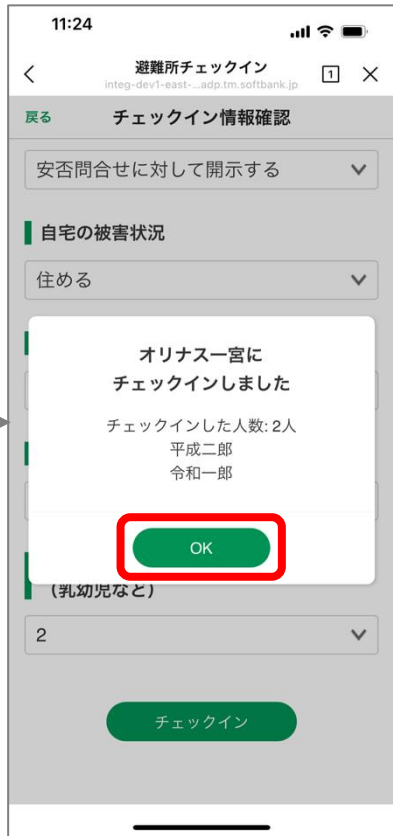 11:24
避難所チェックイン
integ-dev1-east-...adp.tm.softbank.jp
1
戻る
チェックイン情報確認
安否問合せに対して開示する
自宅の被害状況
住める
オリナス一宮に
チェックインしました
チェックインした人数: 2人
平成二郎
令和一郎
OK
(乳幼児など)
2
チェックイン